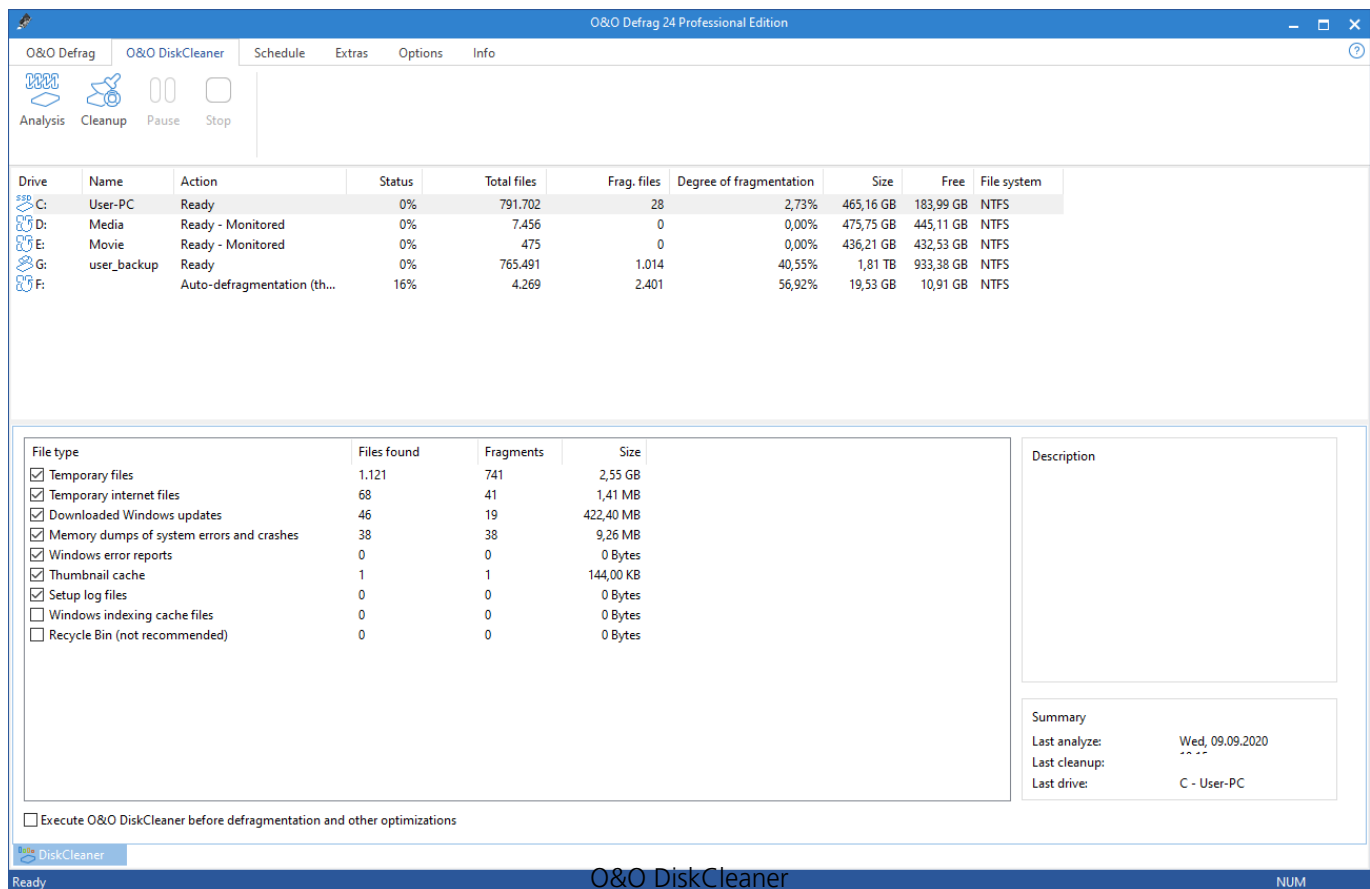 O&O Defrag 24 Professional Edition
O&O Defrag O&O DiskCleaner Schedule Extras Options Info
Analysis Cleanup Pause Stop
Drive Name Action Status Total files Frag. files Degree of fragmentation Size Free File system
SSD C: User-PC Ready 0% 791.702 28 2,73% 465,16 GB 183,99 GB NTFS
D: Media Ready - Monitored 0% 7.456 0 0,00% 475,75 GB 445,11 GB NTFS
E: Movie Ready - Monitored 0% 475 0 0,00% 436,21 GB 432,53 GB NTFS
G: user_backup Ready 0% 765.491 1.014 40,55% 1,81 TB 933,38 GB NTFS
F: Auto-defragmentation (th... 16% 4.269 2.401 56,92% 19,53 GB 10,91 GB NTFS
File type Files found Fragments Size
Temporary files 1.121 741 2,55 GB
Temporary internet files 68 41 1,41 MB
Downloaded Windows updates 46 19 422,40 MB
Memory dumps of system errors and crashes 38 38 9,26 MB
Windows error reports 0 0 0 Bytes
Thumbnail cache 1 1 144,00 KB
Setup log files 0 0 0 Bytes
Windows indexing cache files 0 0 0 Bytes
Recycle Bin (not recommended) 0 0 0 Bytes
Description
Summary
Last analyze: Wed, 09.09.2020
Last cleanup:
Last drive: C - User-PC
Execute O&O DiskCleaner before defragmentation and other optimizations
DiskCleaner
Ready O&O DiskCleaner NUM